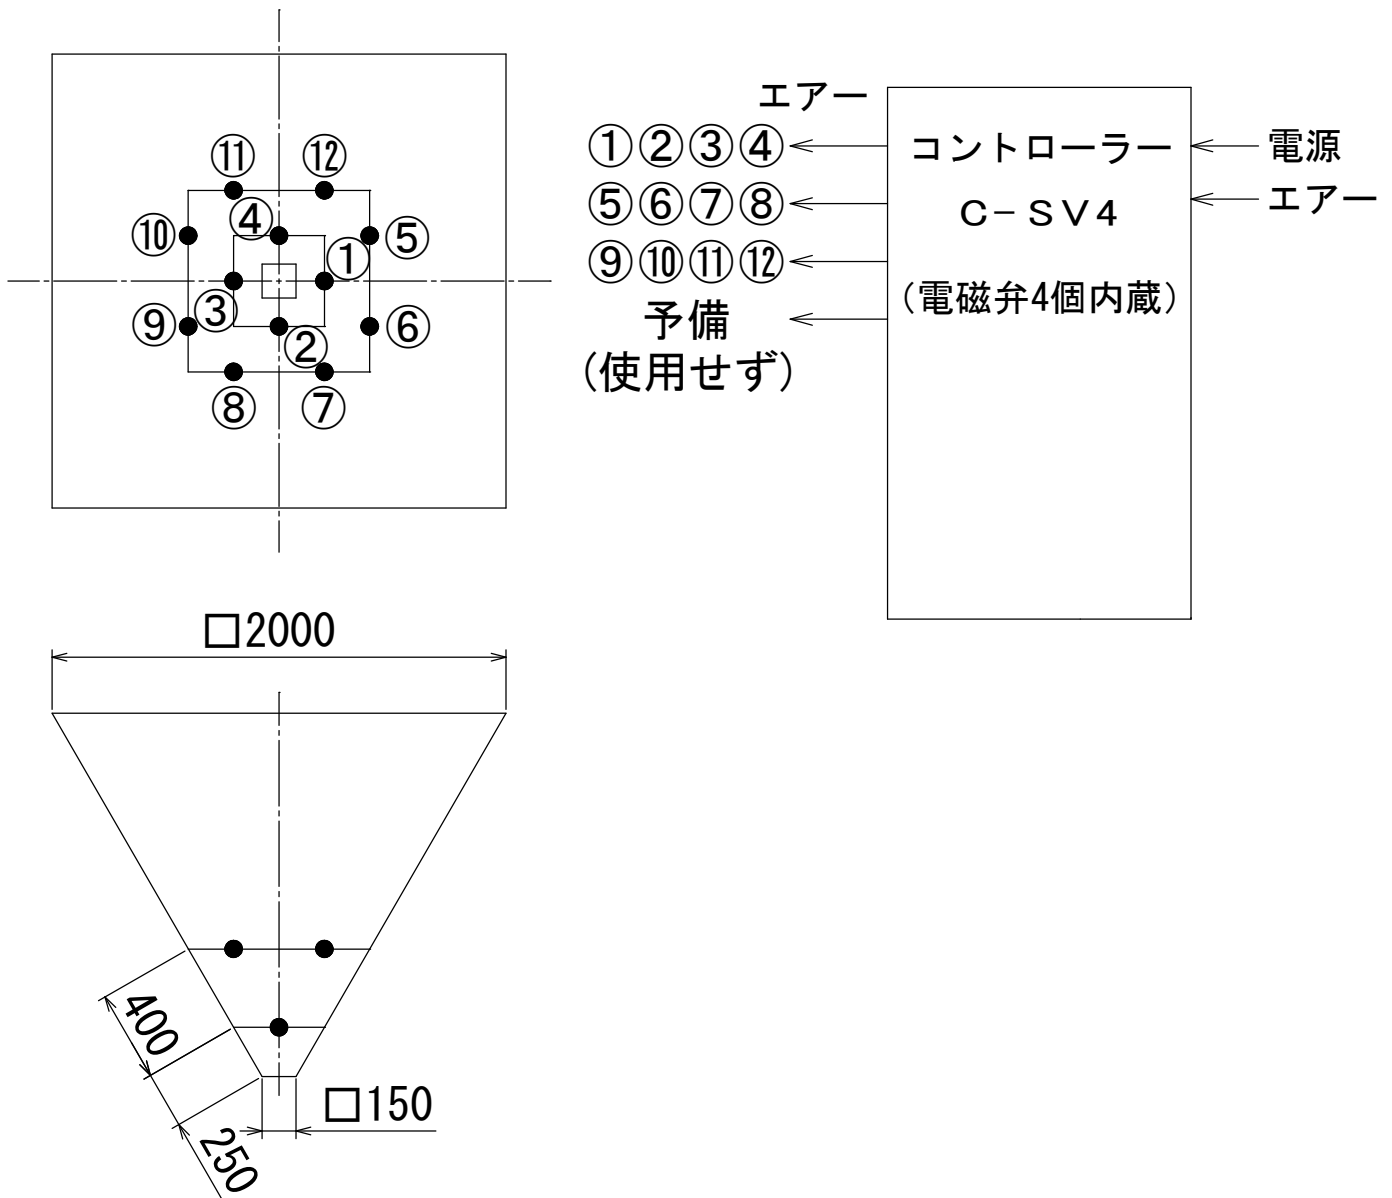 ⑪ ⑫
④
⑩ ⑤
①
③
⑨ ⑥
②
⑧ ⑦
エアー
①②③④
⑤⑥⑦⑧
⑨⑩⑪⑫
予備
(使用せず)
コントローラー
C-SV4
(電磁弁4個内蔵)
電源
エアー
□2000
400
250
□150